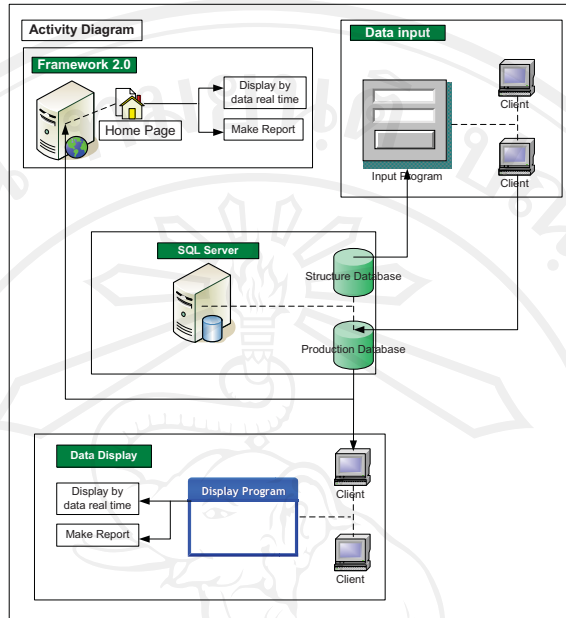 Activity Diagram
Framework 2.0
Home Page
Display by
data real time
Make Report
Data input
Input Program
Client
Client
SQL Server
Structure Database
Production Database
Data Display
Display by
data real time
Make Report
Display Program
Client
Client